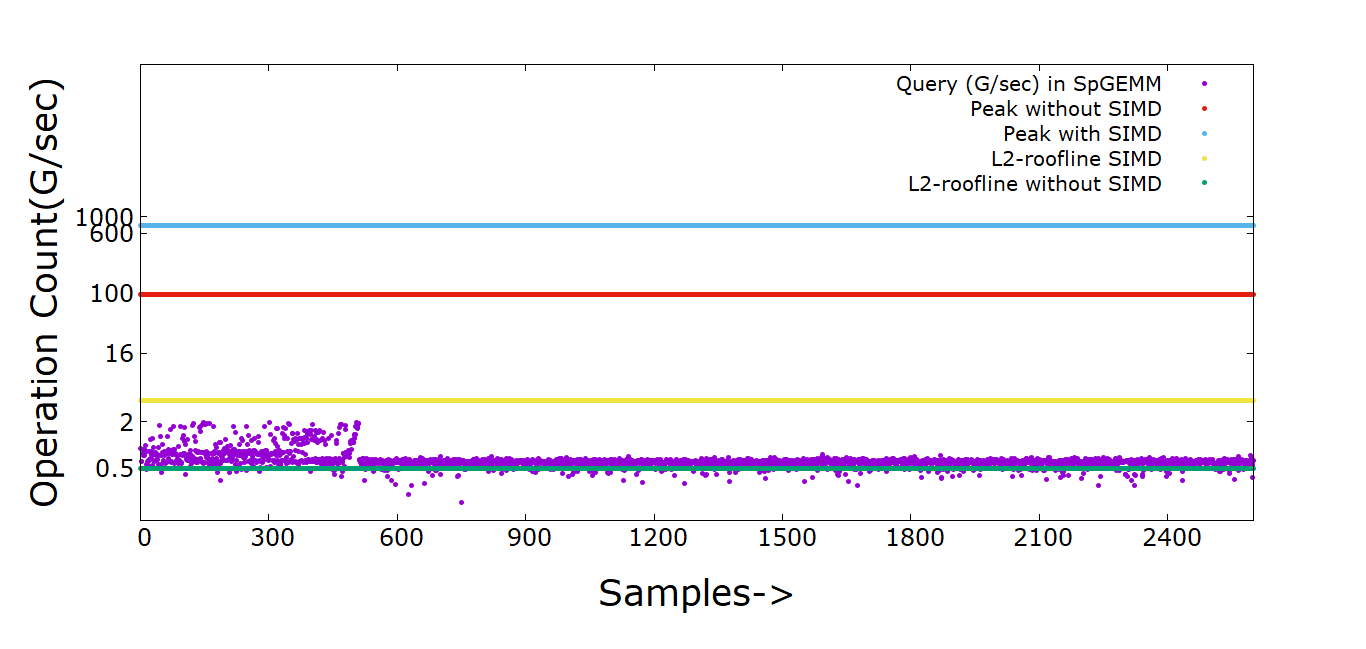 Operation Count(G/sec)
Query (G/sec) in SpGEMM
Peak without SIMD
Peak with SIMD
L2-roofline SIMD
L2-roofline without SIMD
1000
600
100
16
2
0.5
0 300 600 900 1200 1500 1800 2100 2400
Samples->